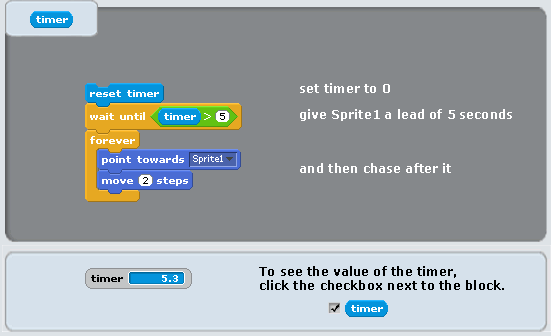 timer
reset timer
set timer to 0
wait until timer > 5
give Sprite1 a lead of 5 seconds
forever
point towards Sprite1
and then chase after it
move 2 steps
timer 5.3
To see the value of the timer,
click the checkbox next to the block.
timer